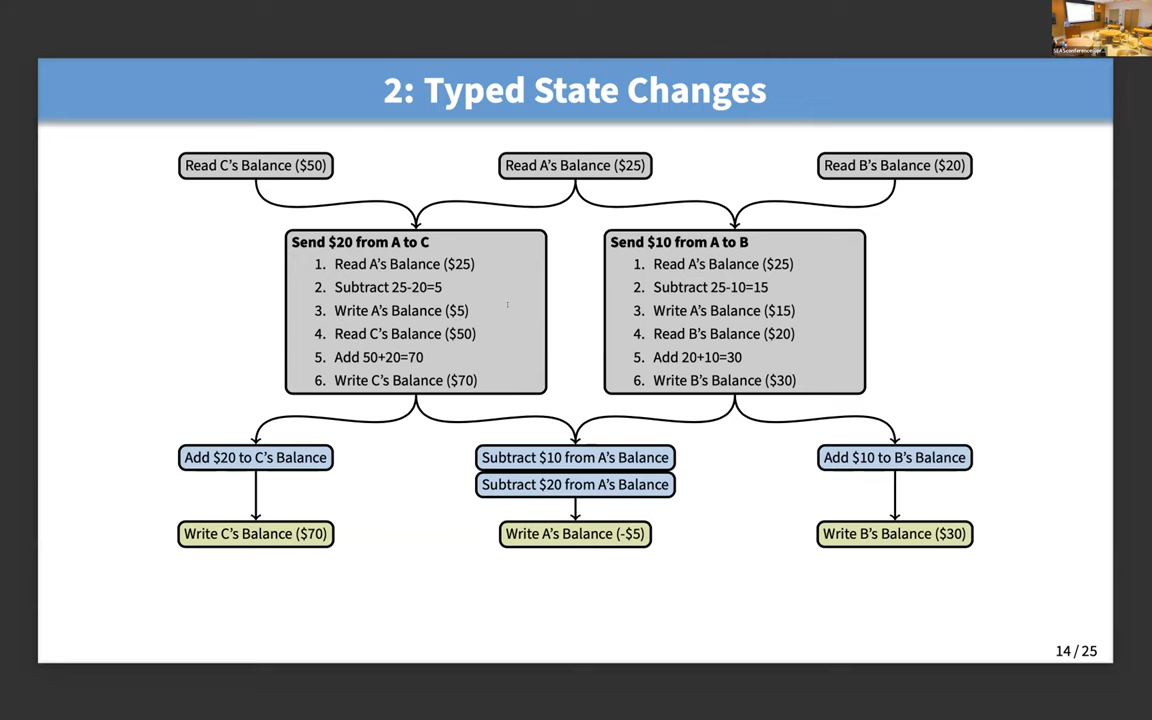 2: Typed State Changes
Read C's Balance ($50)
Read A's Balance ($25)
Read B's Balance ($20)
Send $20 from A to C
1. Read A's Balance ($25)
2. Subtract 25-20=5
3. Write A's Balance ($5)
4. Read C's Balance ($50)
5. Add 50+20=70
6. Write C's Balance ($70)
Send $10 from A to B
1. Read A's Balance ($25)
2. Subtract 25-10=15
3. Write A's Balance ($15)
4. Read B's Balance ($20)
5. Add 20+10=30
6. Write B's Balance ($30)
Add $20 to C's Balance
Subtract $10 from A's Balance
Subtract $20 from A's Balance
Add $10 to B's Balance
Write C's Balance ($70)
Write A's Balance (-$5)
Write B's Balance ($30)
14 / 25